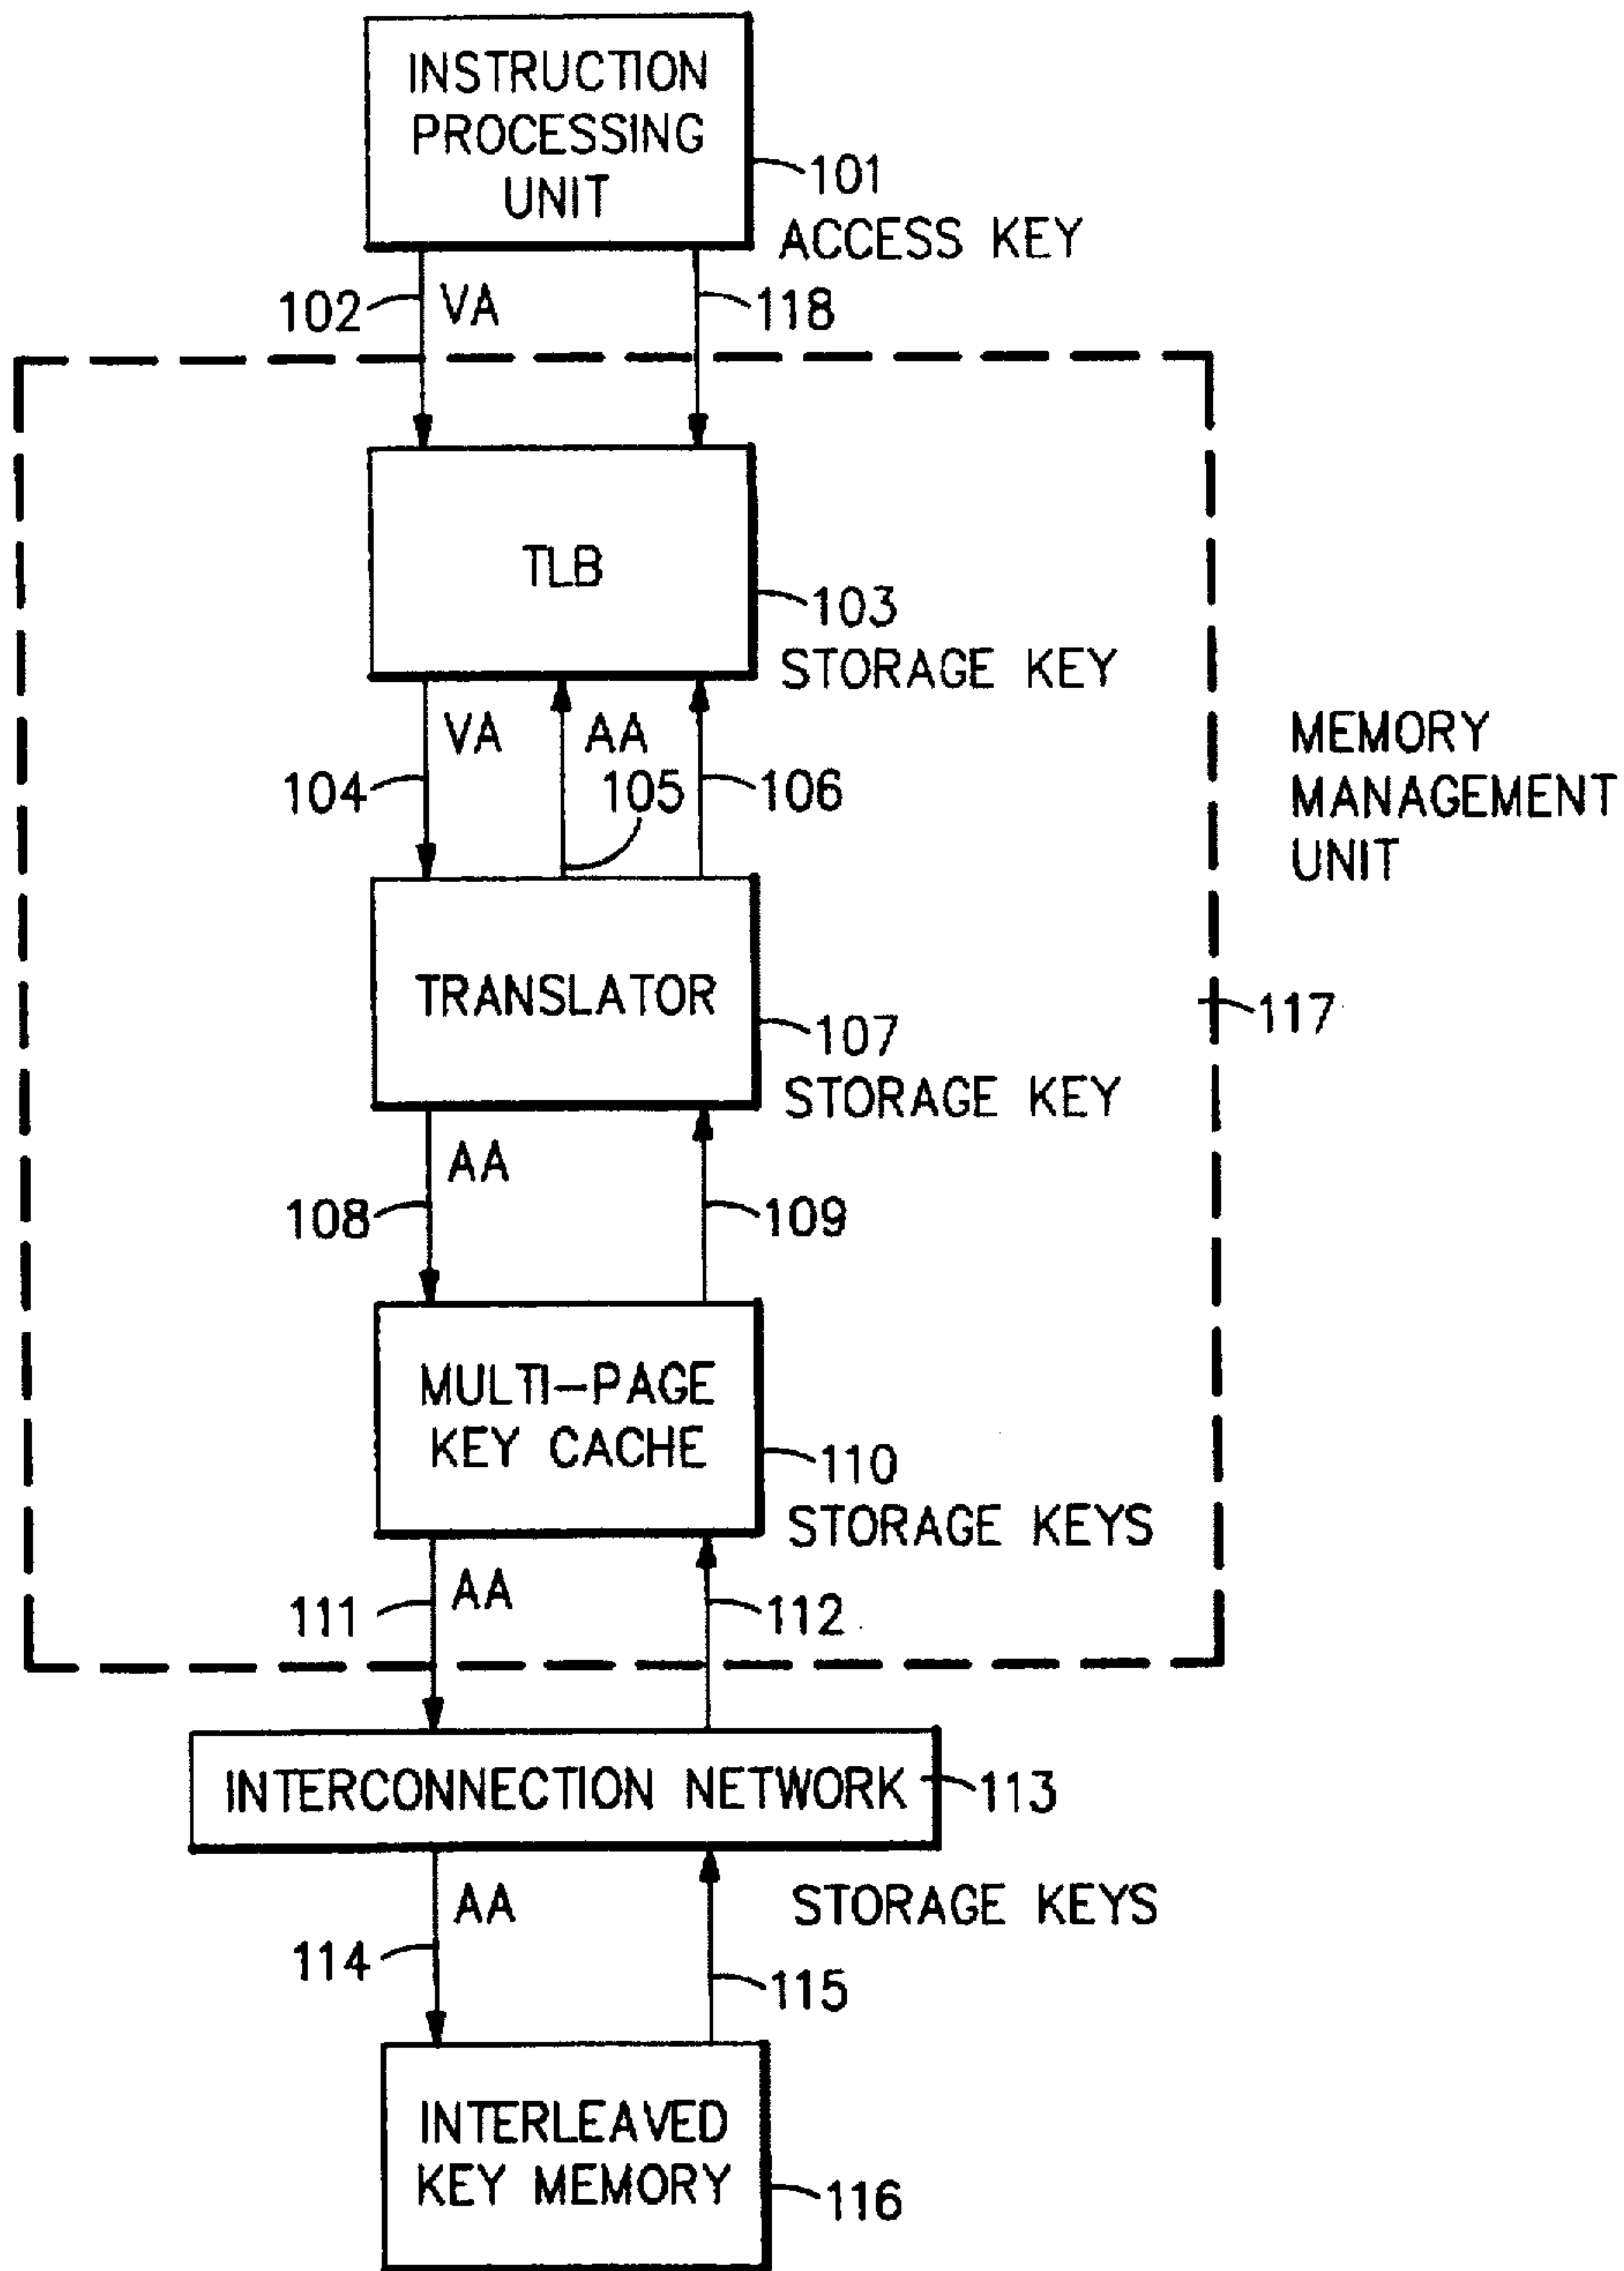 INSTRUCTION
PROCESSING
UNIT
101
ACCESS KEY
102
VA
118
TLB
103
STORAGE KEY
VA
AA
104
105
106
MEMORY
MANAGEMENT
UNIT
TRANSLATOR
117
107
STORAGE KEY
AA
108
109
MULTI-PAGE
KEY CACHE
110
STORAGE KEYS
AA
111
112
INTERCONNECTION NETWORK
113
AA
STORAGE KEYS
114
115
INTERLEAVED
KEY MEMORY
116